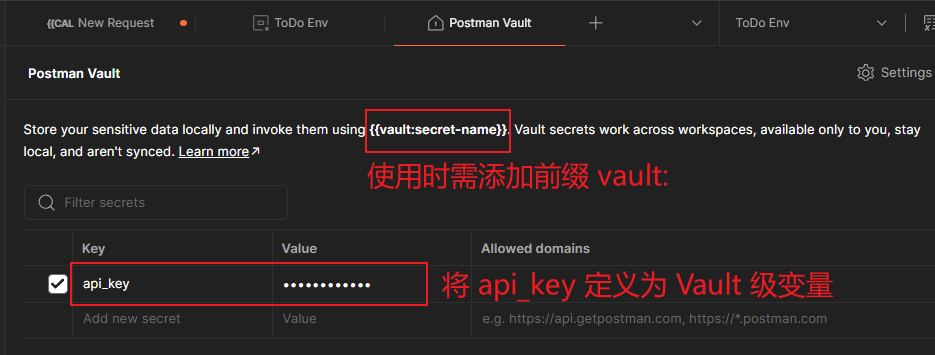 {{CAL New Request
ToDo Env
Postman Vault
ToDo Env
Postman Vault
Settings
Store your sensitive data locally and invoke them using {{vault:secret-name}}. Vault secrets work across workspaces, available only to you, stay
local, and aren't synced. Learn more
使用时需添加前缀 vault:
Filter secrets
Key Value Allowed domains
api_key •••••••••••• 将 api_key 定义为 Vault 级变量
Add new secret Value e.g. https://api.getpostman.com, https://*.postman.com